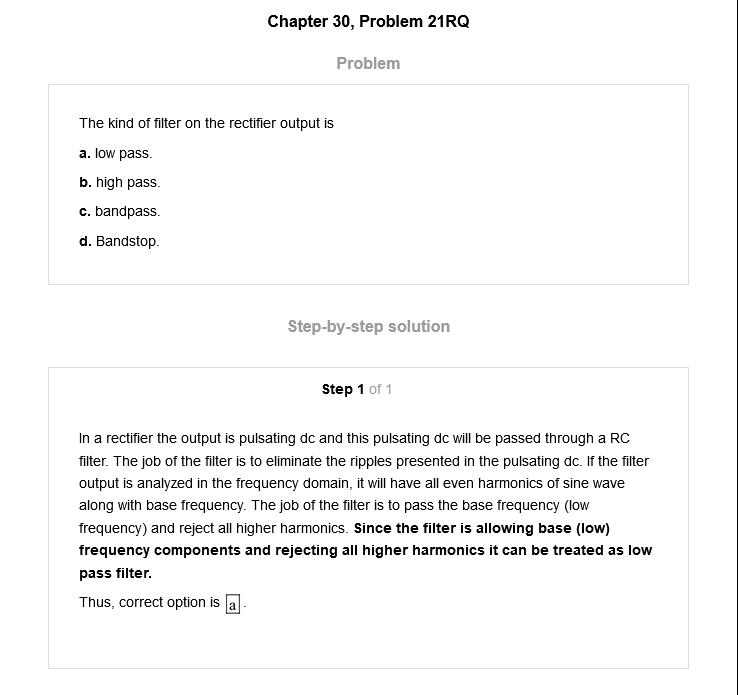 Chapter 30, Problem 21RQ
Problem
The kind of filter on the rectifier output is
a. low pass.
b. high pass.
c. bandpass.
d. Bandstop.
Step-by-step solution
Step 1 of 1
In a rectifier the output is pulsating dc and this pulsating dc will be passed through a RC
filter. The job of the filter is to eliminate the ripples presented in the pulsating dc. If the filter
output is analyzed in the frequency domain, it will have all even harmonics of sine wave
along with base frequency. The job of the filter is to pass the base frequency (low
frequency) and reject all higher harmonics. Since the filter is allowing base (low)
frequency components and rejecting all higher harmonics it can be treated as low
pass filter.
Thus, correct option is a.